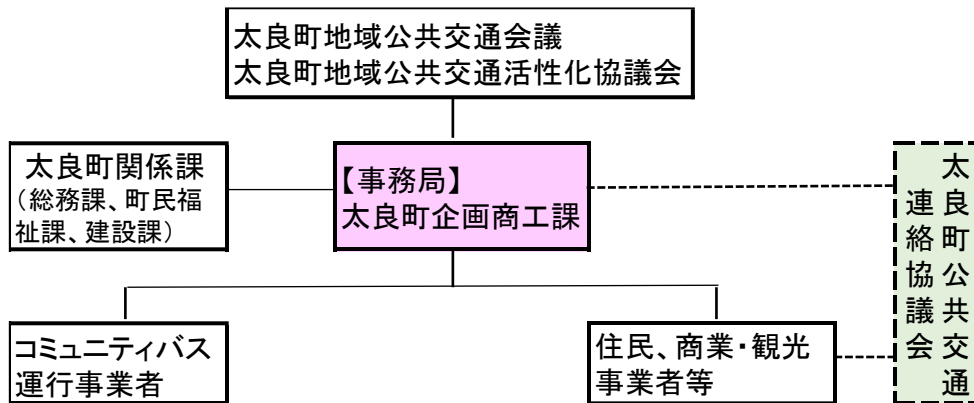 太良町地域公共交通会議
太良町地域公共交通活性化協議会
太良町関係課
(総務課、町民福
祉課、建設課)
【事務局】
太良町企画商工課
太良町公共交通
連絡協議会
コミュニティバス
運行事業者
住民、商業・観光
事業者等